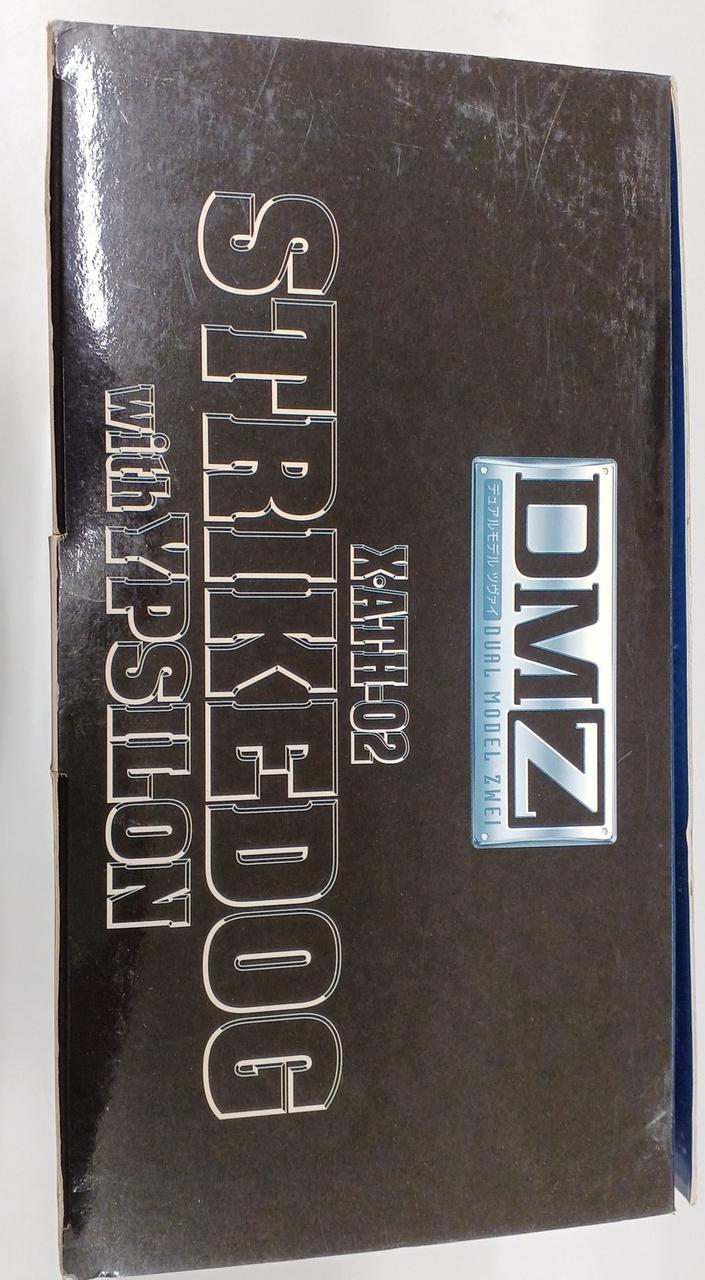 DMZ
デュアルモデル ツヴァイ DUAL MODEL ZWEI
X·ATH-02
STRIKEDOG
with YPSILON